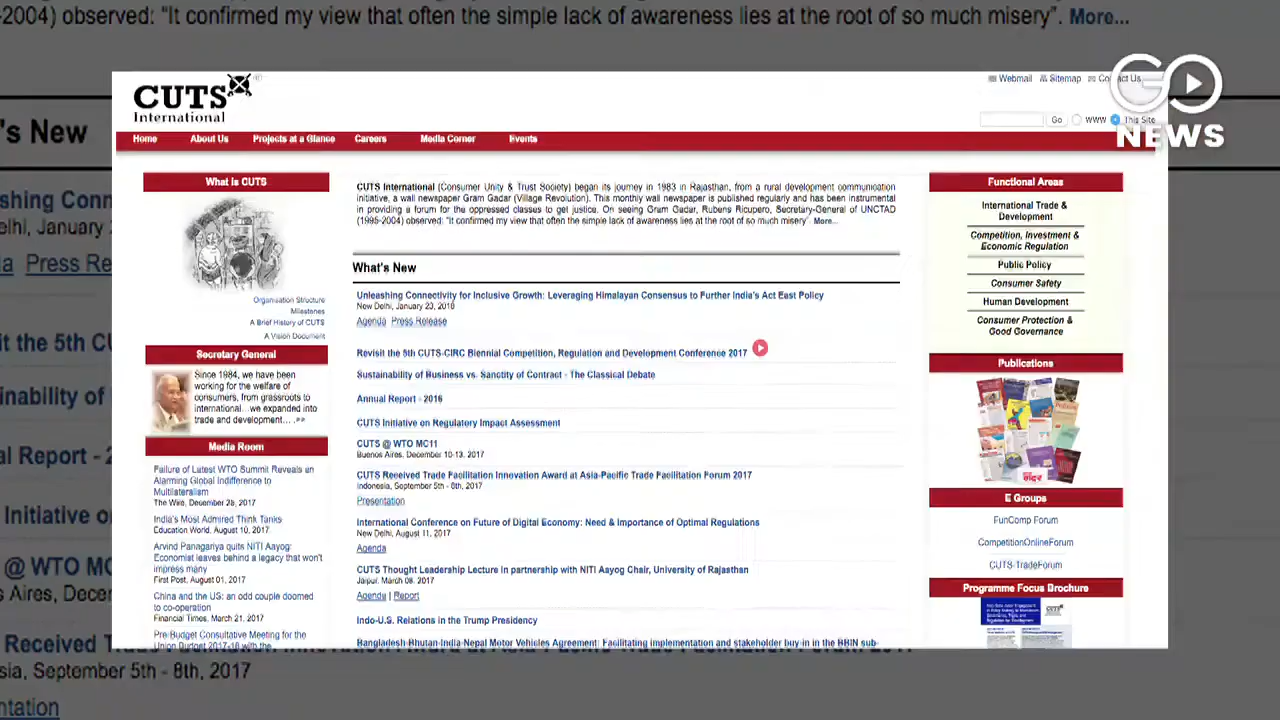 -2004) observed: “It confirmed my view that often the simple lack of awareness lies at the root of so much misery”. More...
GO
NEWS
CUTS
International
Webmail Sitemap Contact Us
Go WWW This Site
Home About Us Projects at a Glance Careers Media Corner Events
What is CUTS
Organisation Structure
Milestones
A Brief History of CUTS
A Vision Document
Secretary General
Since 1984, we have been
working for the welfare of
consumers, from grassroots to
international...we expanded into
trade and development... .»»
Media Room
Failure of Latest WTO Summit Reveals an
Alarming Global Indifference to
Multilateralism
The Wire, December 28, 2017
India's Most Admired Think Tanks
Education World, August 10, 2017
Arvind Panagariya quits NITI Aayog:
Economist leaves behind a legacy that won't
impress many
First Post, August 01, 2017
China and the US: an odd couple doomed
to co-operation
Financial Times, March 21, 2017
Pre-Budget Consultative Meeting for the
Union Budget 2017-18 with the
CUTS International (Consumer Unity & Trust Society) began its journey in 1983 in Rajasthan, from a rural development communication
initiative, a wall newspaper Gram Gadar (Village Revolution). This monthly wall newspaper is published regularly and has been instrumental
in providing a forum for the oppressed classes to get justice. On seeing Gram Gadar, Rubens Ricupero, Secretary-General of UNCTAD
(1995-2004) observed: “It confirmed my view that often the simple lack of awareness lies at the root of so much misery”. More...
What's New
Unleashing Connectivity for Inclusive Growth: Leveraging Himalayan Consensus to Further India's Act East Policy
New Delhi, January 23, 2018
Agenda Press Release
Revisit the 5th CUTS-CIRC Biennial Competition, Regulation and Development Conference 2017
Sustainability of Business vs. Sanctity of Contract - The Classical Debate
Annual Report - 2016
CUTS Initiative on Regulatory Impact Assessment
CUTS @ WTO MC11
Buenos Aires, December 10-13, 2017
CUTS Received Trade Facilitation Innovation Award at Asia-Pacific Trade Facilitation Forum 2017
Indonesia, September 5th - 8th, 2017
Presentation
International Conference on Future of Digital Economy: Need & Importance of Optimal Regulations
New Delhi, August 11, 2017
Agenda
CUTS Thought Leadership Lecture in partnership with NITI Aayog Chair, University of Rajasthan
Jaipur, March 08, 2017
Agenda | Report
Indo-U.S. Relations in the Trump Presidency
Bangladesh-Bhutan-India-Nepal Motor Vehicles Agreement: Facilitating implementation and stakeholder buy-in in the BBIN sub-
Functional Areas
International Trade &
Development
Competition, Investment &
Economic Regulation
Public Policy
Consumer Safety
Human Development
Consumer Protection &
Good Governance
Publications
E Groups
FunComp Forum
CompetitionOnlineForum
CUTS-TradeForum
Programme Focus Brochure
's New
shing Conn
elhi, January 2
Press Re
it the 5th CU
inability of
al Report - 2
Initiative o
@ WTO MC
s Aires, Decem
Received
sia, September 5th - 8th, 2017
ntation